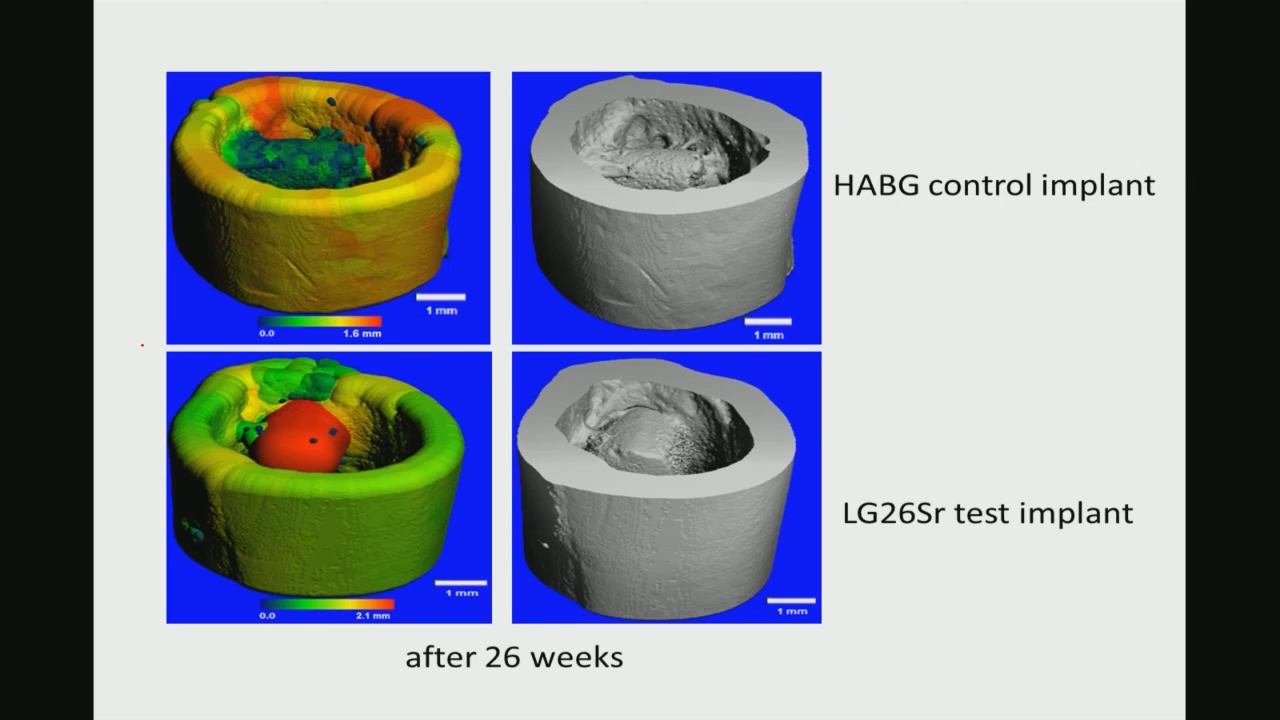 HABG control implant
1 mm
0.0 1.6 mm
1 mm
LG26Sr test implant
1 mm
0.0 2.1 mm
1 mm
after 26 weeks